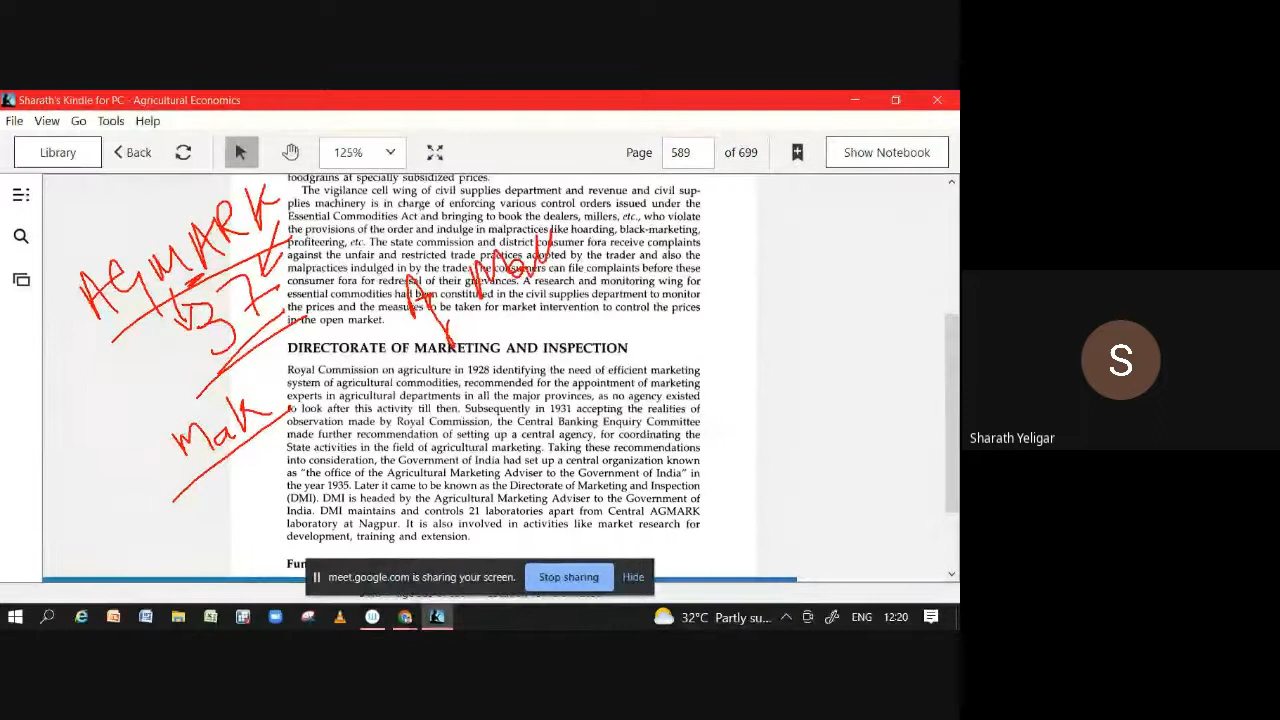 Sharath's Kindle for PC - Agricultural Economics
File View Go Tools Help
Library Back 125% Page 589 of 699 Show Notebook
foodgrains at specially subsidized prices.
The vigilance cell wing of civil supplies department and revenue and civil sup-
plies machinery is in charge of enforcing various control orders issued under the
Essential Commodities Act and bringing to book the dealers, millers, etc., who violate
the provisions of the order and indulge in malpractices like hoarding, black-marketing,
profiteering, etc. The state commission and district consumer fora receive complaints
against the unfair and restricted trade practices adopted by the trader and also the
malpractices indulged in by the trader. The consumers can file complaints before these
consumer fora for redressal of their grievances. A research and monitoring wing for
essential commodities has been constituted in the civil supplies department to monitor
the prices and the measures to be taken for market intervention to control the prices
in the open market.
DIRECTORATE OF MARKETING AND INSPECTION
Royal Commission on agriculture in 1928 identifying the need of efficient marketing
system of agricultural commodities, recommended for the appointment of marketing
experts in agricultural departments in all the major provinces, as no agency existed
to look after this activity till then. Subsequently in 1931 accepting the realities of
observation made by Royal Commission, the Central Banking Enquiry Committee
made further recommendation of setting up a central agency, for coordinating the
State activities in the field of agricultural marketing. Taking these recommendations
into consideration, the Government of India had set up a central organization known
as "the office of the Agricultural Marketing Adviser to the Government of India" in
the year 1935. Later it came to be known as the Directorate of Marketing and Inspection
(DMI). DMI is headed by the Agricultural Marketing Adviser to the Government of
India. DMI maintains and controls 21 laboratories apart from Central AGMARK
laboratory at Nagpur. It is also involved in activities like market research for
development, training and extension.
AGMARK
37
Mak
meet.google.com is sharing your screen. Stop sharing Hide
32°C Partly su... ENG 12:20
S
Sharath Yeligar